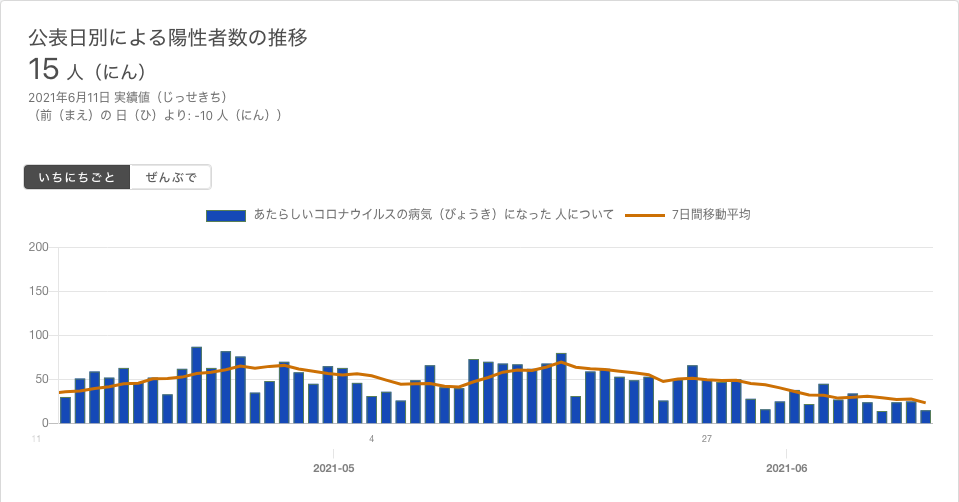 公表日別による陽性者数の推移
15 人（にん）
2021年6月11日 実績値（じっせきち）
（前（まえ）の 日（ひ）より: -10 人（にん））
いちにちごと ぜんぶで
あたらしいコロナウイルスの病気（びょうき）になった 人について 7日間移動平均
200
150
100
50
0
11 4 27
2021-05 2021-06